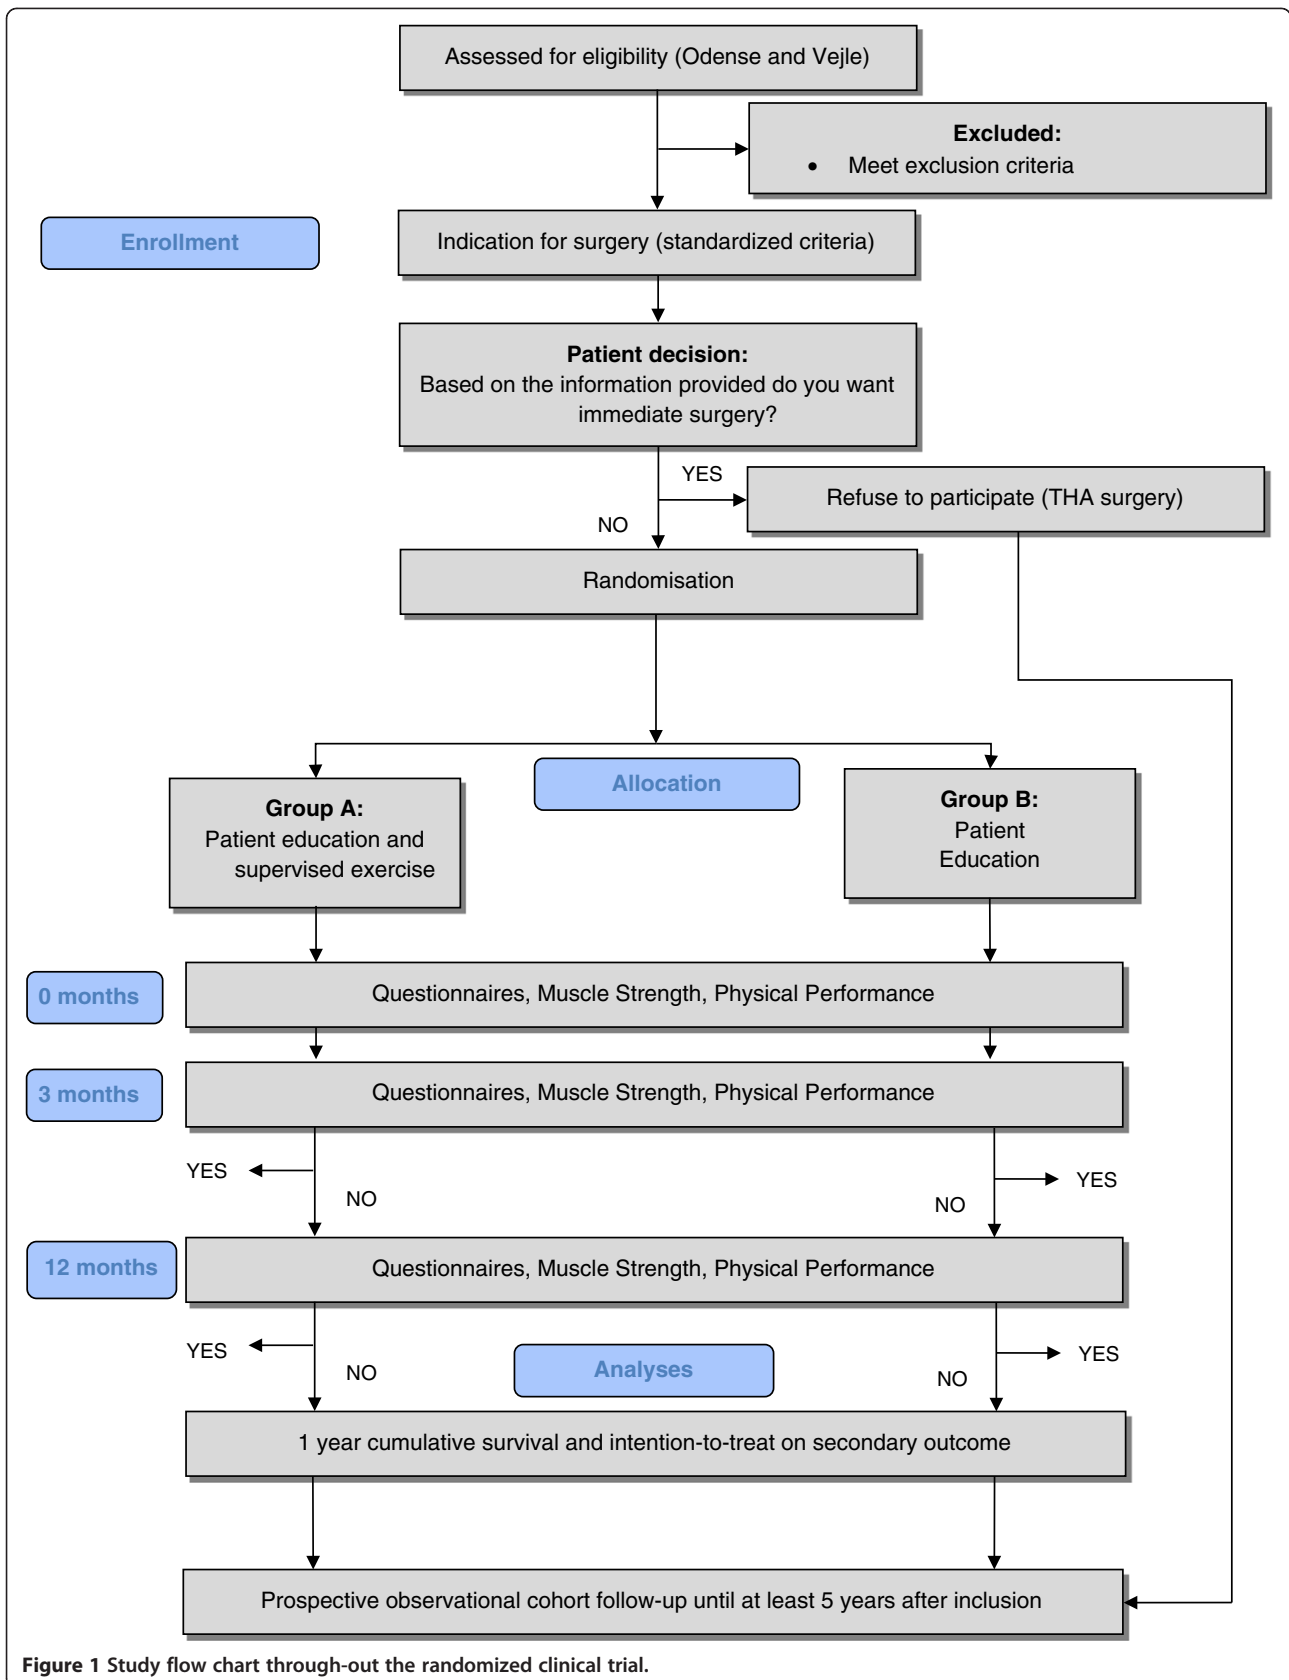 Assessed for eligibility (Odense and Vejle)
Excluded:
• Meet exclusion criteria
Enrollment
Indication for surgery (standardized criteria)
Patient decision:
Based on the information provided do you want
immediate surgery?
YES
Refuse to participate (THA surgery)
NO
Randomisation
Allocation
Group A:
Patient education and
supervised exercise
Group B:
Patient
Education
0 months
Questionnaires, Muscle Strength, Physical Performance
3 months
Questionnaires, Muscle Strength, Physical Performance
YES
NO
NO
YES
12 months
Questionnaires, Muscle Strength, Physical Performance
YES
NO
Analyses
NO
YES
1 year cumulative survival and intention-to-treat on secondary outcome
Prospective observational cohort follow-up until at least 5 years after inclusion
Figure 1 Study flow chart through-out the randomized clinical trial.